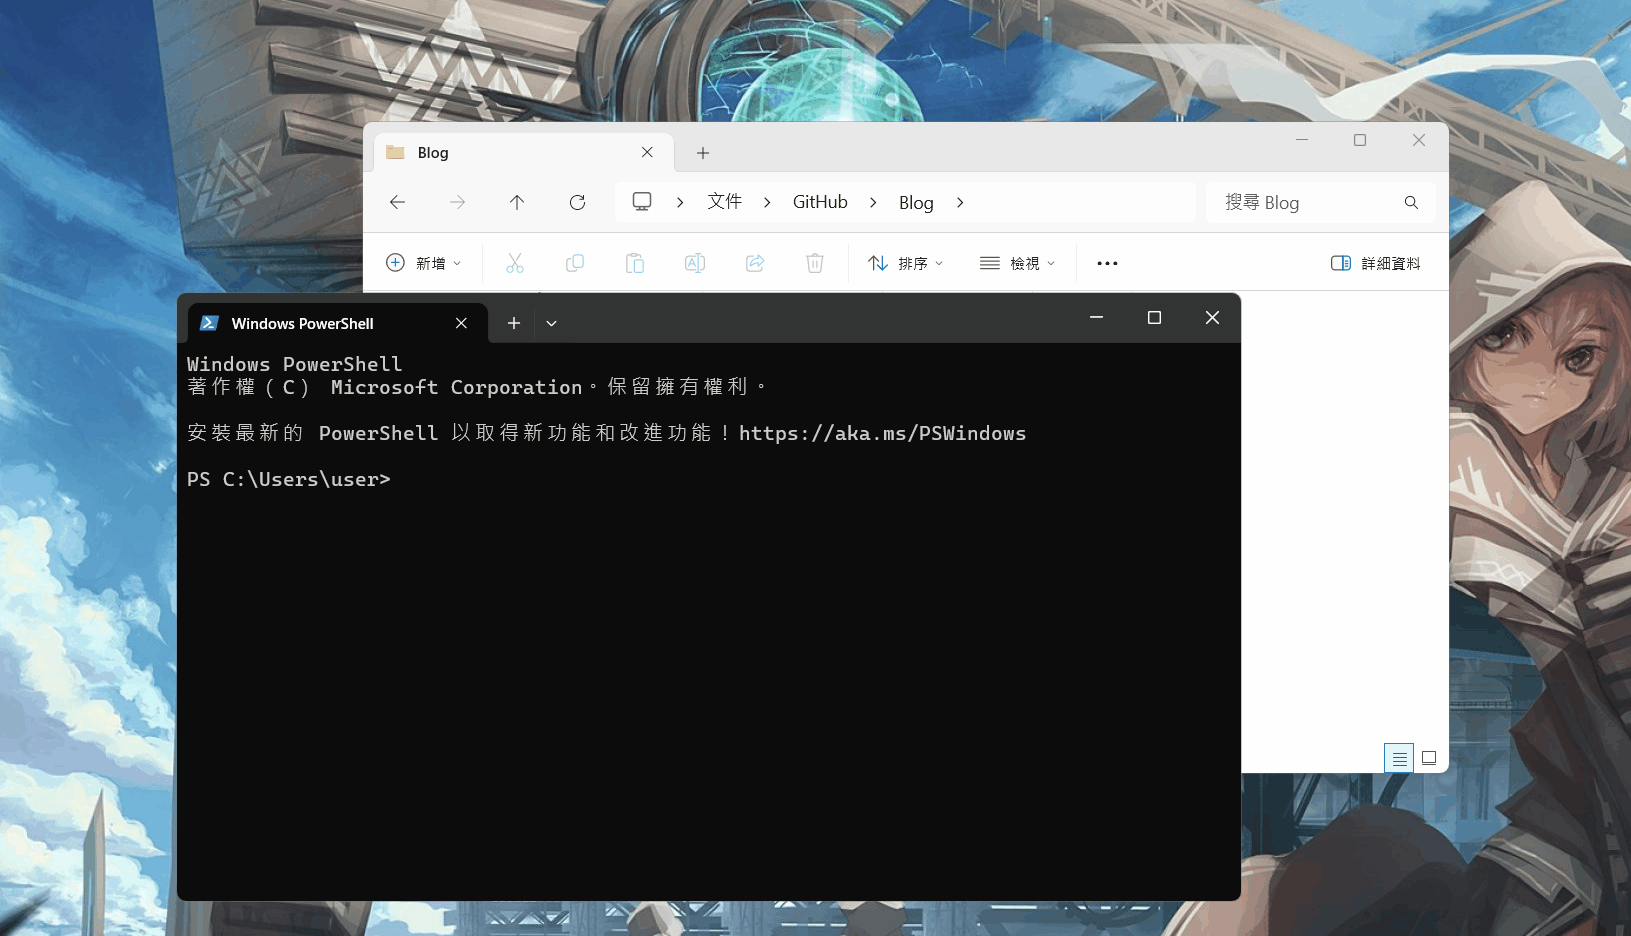 Blog
文件 GitHub Blog
搜尋 Blog
新增
排序
檢視
詳細資料
Windows PowerShell
Windows PowerShell
著作權（C） Microsoft Corporation。保留擁有權利。
安裝最新的 PowerShell 以取得新功能和改進功能！https://aka.ms/PSWindows
PS C:\Users\user>